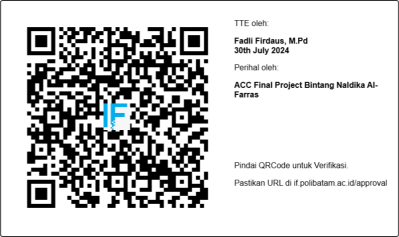 TTE oleh:
Fadli Firdaus, M.Pd
30th July 2024
Perihal oleh:
ACC Final Project Bintang Naldika Al-
Farras
IF
Pindai QRCode untuk Verifikasi.
Pastikan URL di if.polibatam.ac.id/approval